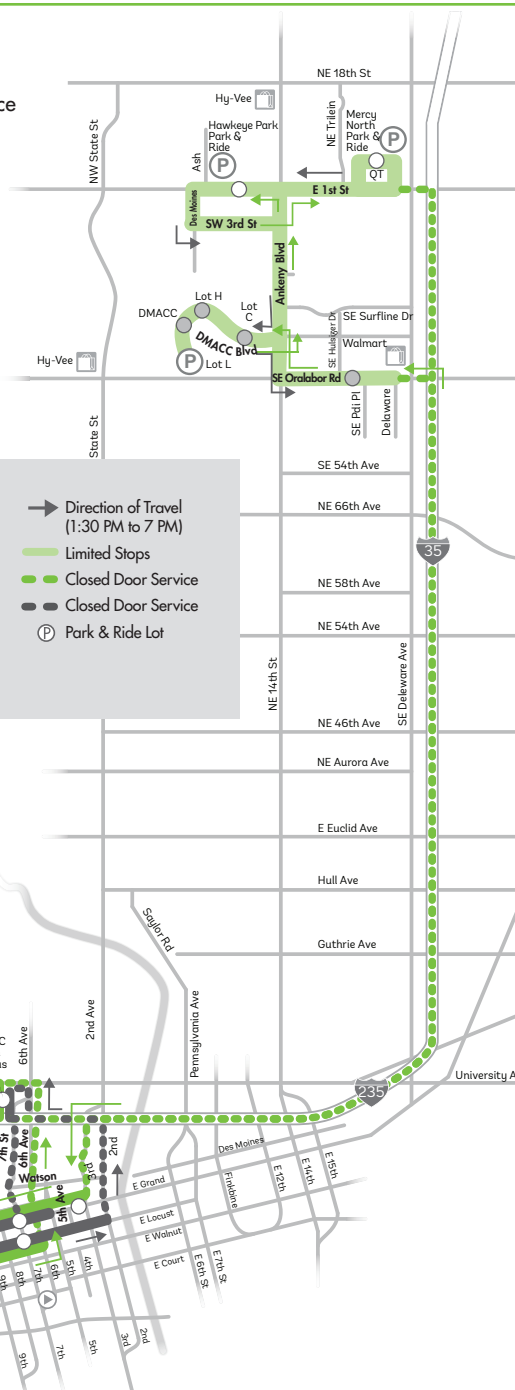 NE 18th St
ce
Hy-Vee
NW State St
NE Trilein
Mercy
North Park &
Ride
P
Hawkeye Park
Park &
Ride
P
Ash
QT
E 1st St
Des Moines
SW 3rd St
Ankeny Blvd
Lot H
Lot
C
DMACC
DMACC Blvd
P
Lot L
SE Hulsizer Dr
SE Surfline Dr
Walmart
Hy-Vee
SE Oralabor Rd
SE Pdi Pl
Delaware
State St
SE 54th Ave
Direction of Travel
(1:30 PM to 7 PM)
Limited Stops
Closed Door Service
Closed Door Service
P Park & Ride Lot
NE 66th Ave
35
NE 58th Ave
NE 54th Ave
NE 14th St
SE Deleware Ave
NE 46th Ave
NE Aurora Ave
E Euclid Ave
Hull Ave
Saylor Rd
Guthrie Ave
2nd Ave
Pennsylvania Ave
6th Ave
C
us
University A
235
7th St
6th Ave
2nd
3rd
Watson
5th Ave
Des Moines
E Grand
Finkbine
E 12th
E 14th
E 15th
E Locust
E Walnut
E Court
E 6th St
E 7th St
9th
8th
7th
6th
5th
4th
9th
7th
5th
3rd
2nd